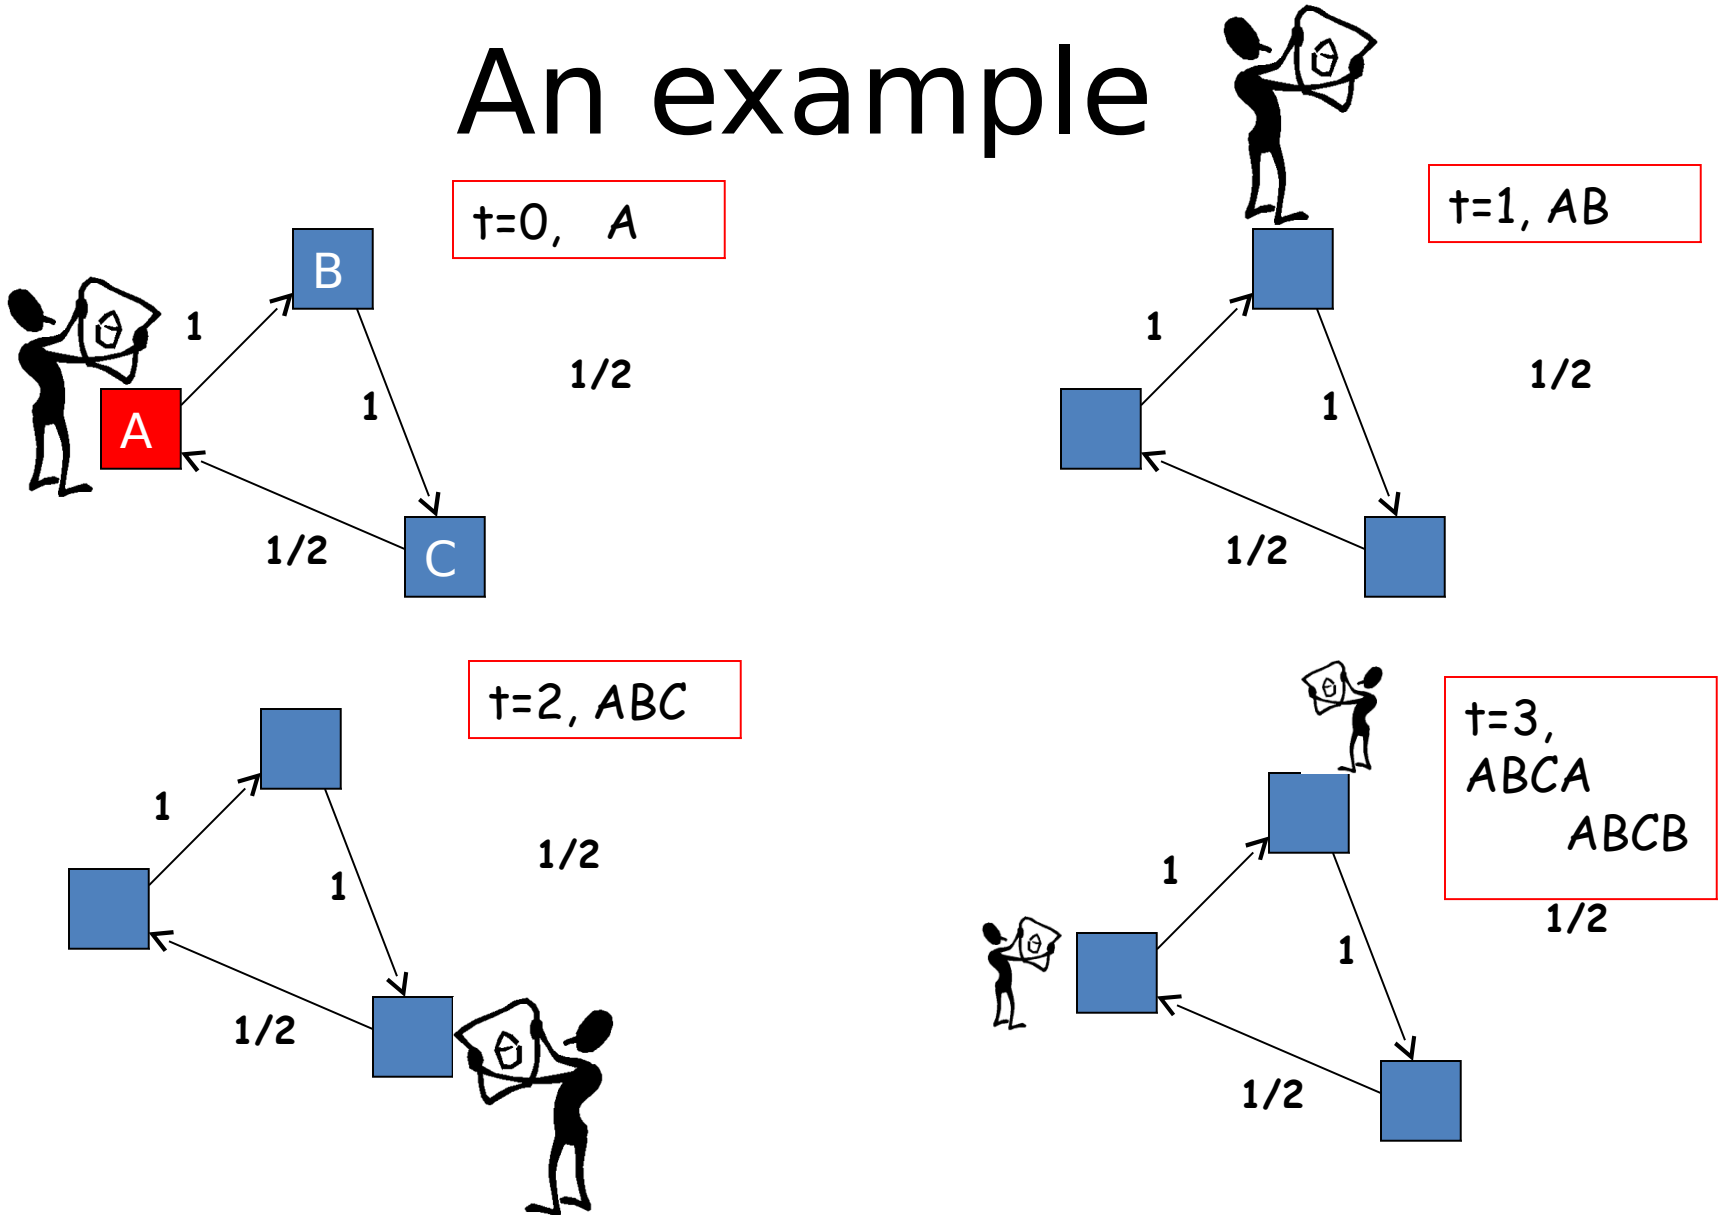 An example
t=0, A
B
1
1
1/2
A
1/2
C
t=1, AB
1
1
1/2
1/2
t=2, ABC
1
1
1/2
1/2
t=3,
ABCA
ABCB
1
1
1/2
1/2